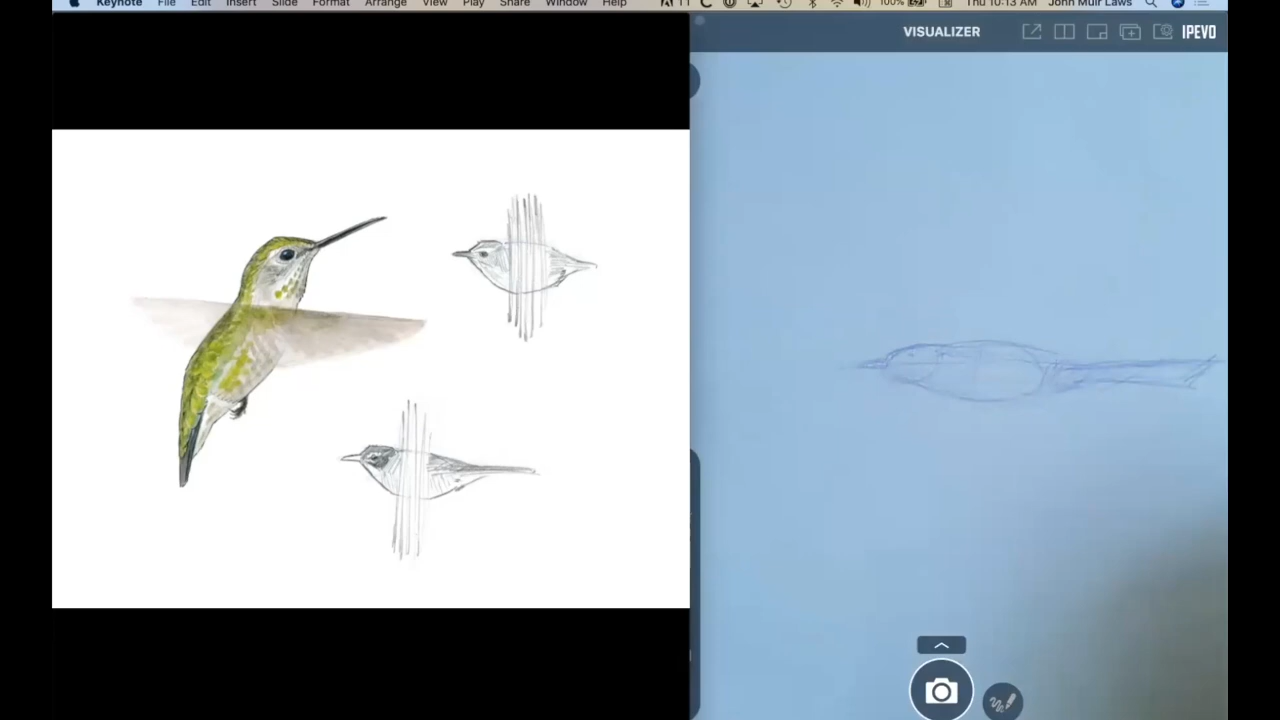 Keynote File Edit Insert Slide Format Arrange View Play Share Window Help 11 100% Thu 10:13 AM John Muir Laws
VISUALIZER IPEVO